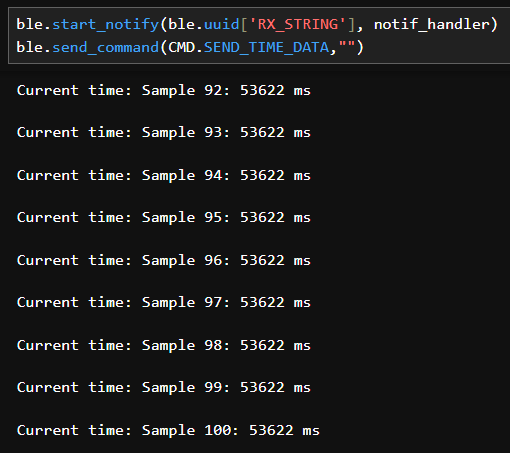 ble.start_notify(ble.uuid['RX_STRING'], notif_handler)
ble.send_command(CMD.SEND_TIME_DATA,"")
Current time: Sample 92: 53622 ms
Current time: Sample 93: 53622 ms
Current time: Sample 94: 53622 ms
Current time: Sample 95: 53622 ms
Current time: Sample 96: 53622 ms
Current time: Sample 97: 53622 ms
Current time: Sample 98: 53622 ms
Current time: Sample 99: 53622 ms
Current time: Sample 100: 53622 ms